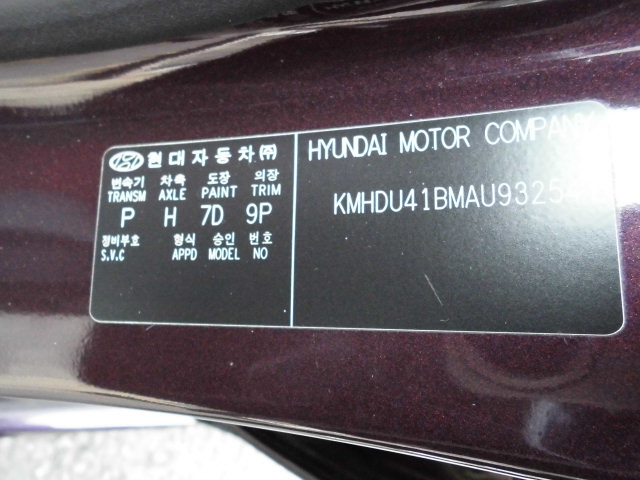 현대자동차㈜
변속기 차축 도장 의장
TRANSM AXLE PAINT TRIM
P H 7D 9P
정비부호 형식 승인 번호
S.V.C APPD MODEL NO
HYUNDAI MOTOR COMPANY